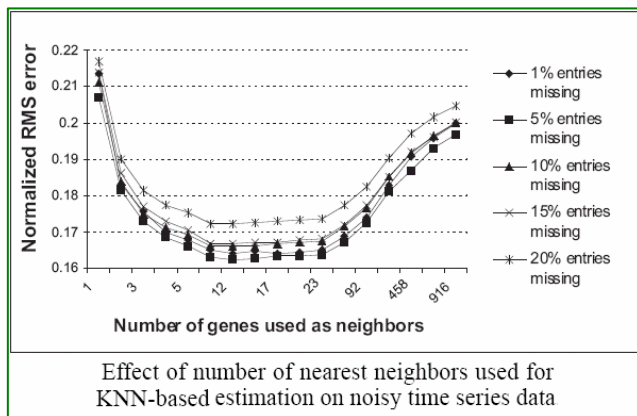 0.22
0.21
0.2
0.19
0.18
0.17
0.16
Normalized RMS error
1
3
5
12
17
23
92
458
916
Number of genes used as neighbors
1% entries
missing
5% entries
missing
10% entries
missing
15% entries
missing
20% entries
missing
Effect of number of nearest neighbors used for
KNN-based estimation on noisy time series data